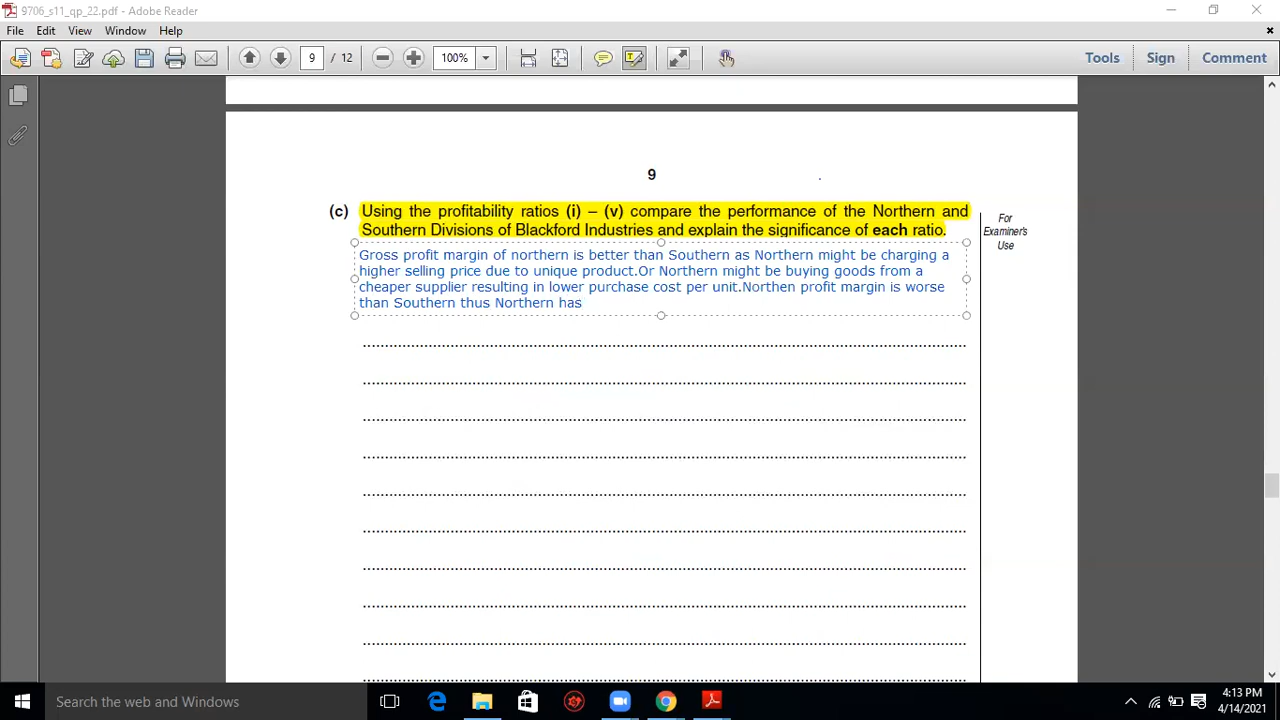 9706_s11_qp_22.pdf - Adobe Reader
File Edit View Window Help
9 / 12 100% Tools Sign Comment
9
(c) Using the profitability ratios (i) – (v) compare the performance of the Northern and
Southern Divisions of Blackford Industries and explain the significance of each ratio.
For
Examiner's
Use
Gross profit margin of northern is better than Southern as Northern might be charging a
higher selling price due to unique product.Or Northern might be buying goods from a
cheaper supplier resulting in lower purchase cost per unit.Northen profit margin is worse
than Southern thus Northern has
Search the web and Windows
4:13 PM
4/14/2021